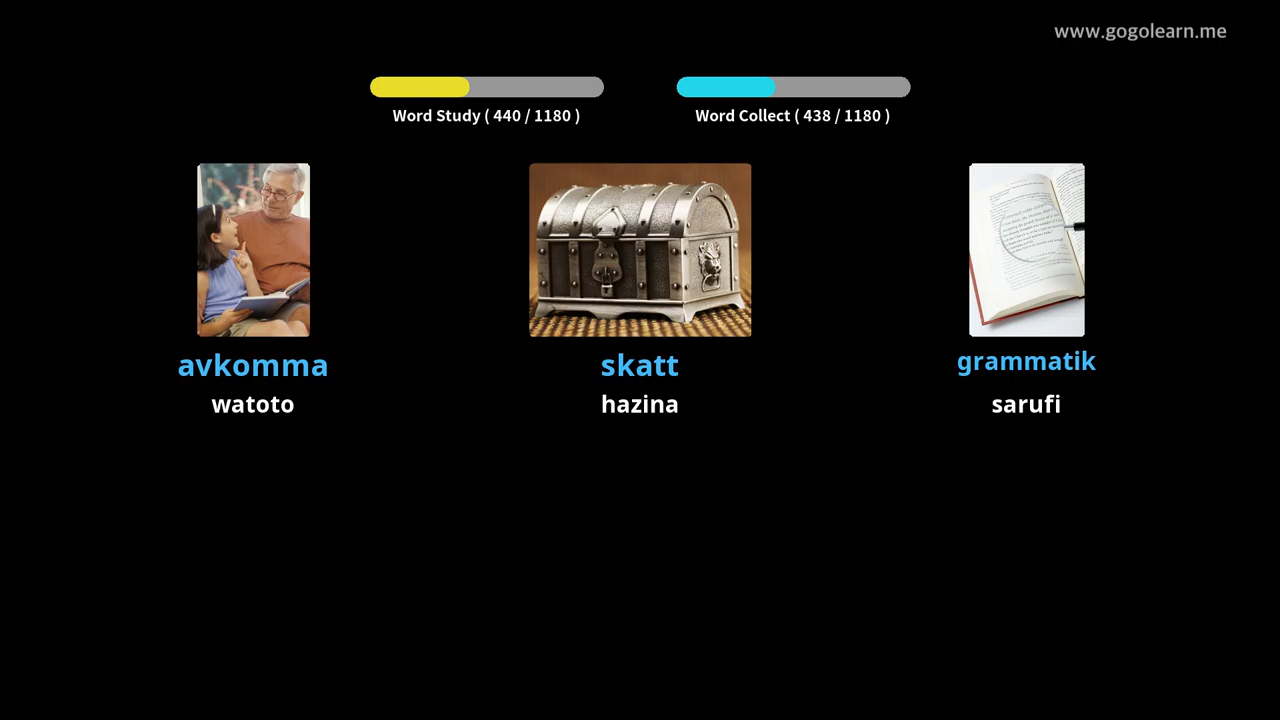 www.gogolearn.me
Word Study ( 440 / 1180 )
Word Collect ( 438 / 1180 )
avkomma
skatt
grammatik
watoto
hazina
sarufi